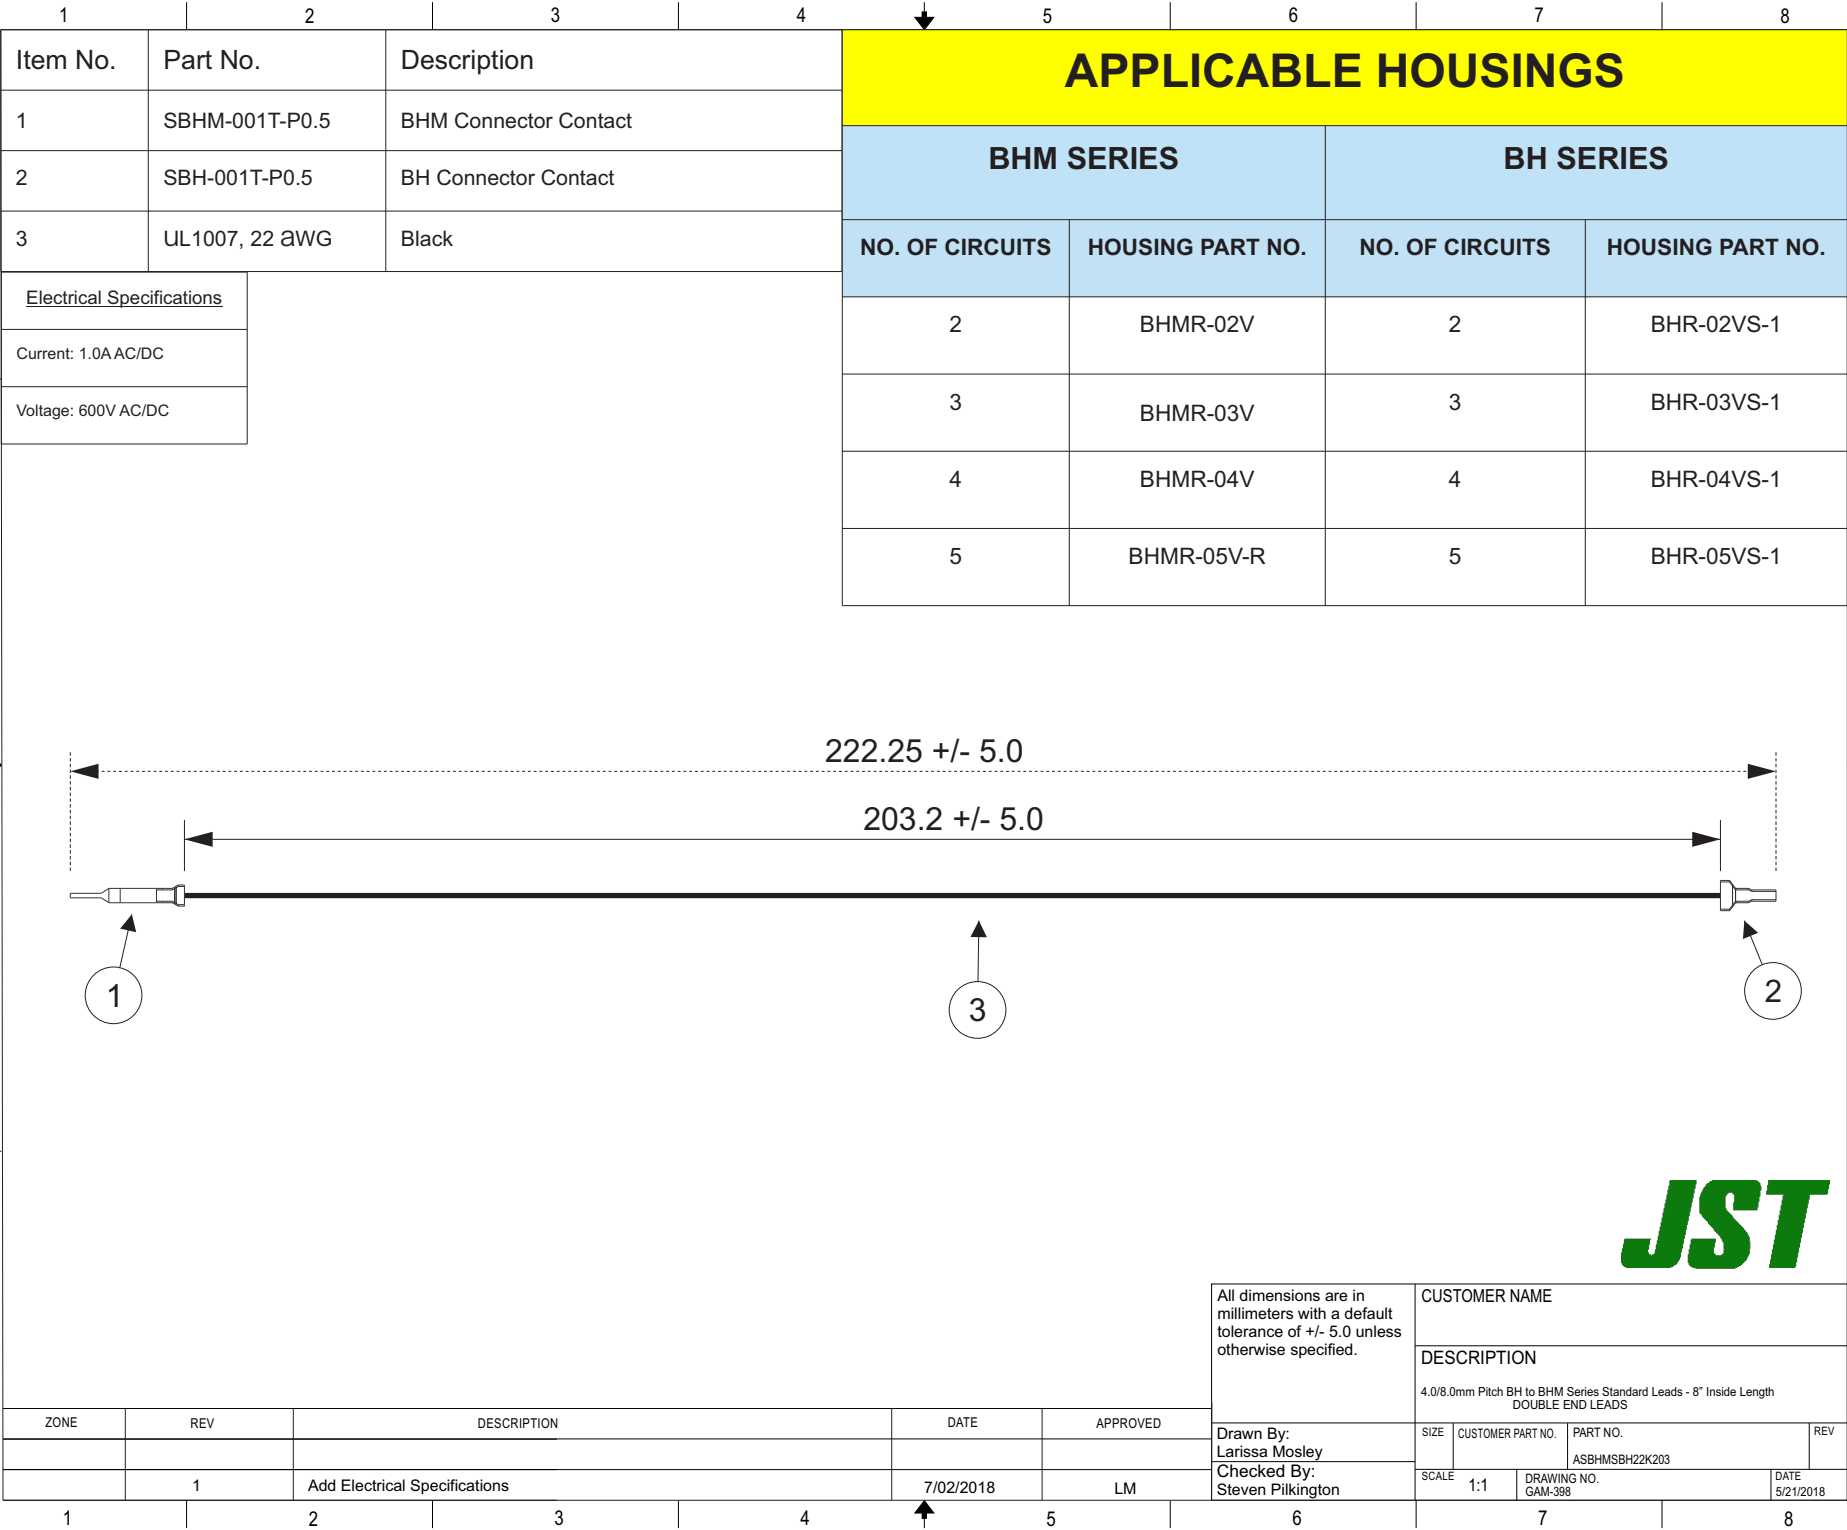 1 2 3 4 5 6 7 8
Item No. Part No. Description
1 SBHM-001T-P0.5 BHM Connector Contact
2 SBH-001T-P0.5 BH Connector Contact
3 UL1007, 22 aWG Black
Electrical Specifications
Current: 1.0A AC/DC
Voltage: 600V AC/DC
APPLICABLE HOUSINGS
BHM SERIES BH SERIES
NO. OF CIRCUITS HOUSING PART NO. NO. OF CIRCUITS HOUSING PART NO.
2 BHMR-02V 2 BHR-02VS-1
3 BHMR-03V 3 BHR-03VS-1
4 BHMR-04V 4 BHR-04VS-1
5 BHMR-05V-R 5 BHR-05VS-1
222.25 +/- 5.0
203.2 +/- 5.0
1
3
2
JST
All dimensions are in
millimeters with a default
tolerance of +/- 5.0 unless
otherwise specified.
CUSTOMER NAME
DESCRIPTION
4.0/8.0mm Pitch BH to BHM Series Standard Leads - 8” Inside Length
DOUBLE END LEADS
Drawn By:
Larissa Mosley
Checked By:
Steven Pilkington
SIZE CUSTOMER PART NO. PART NO. REV
ASBHMSBH22K203
SCALE 1:1 DRAWING NO. DATE
GAM-398 5/21/2018
ZONE REV DESCRIPTION DATE APPROVED
1 Add Electrical Specifications 7/02/2018 LM
1 2 3 4 5 6 7 8